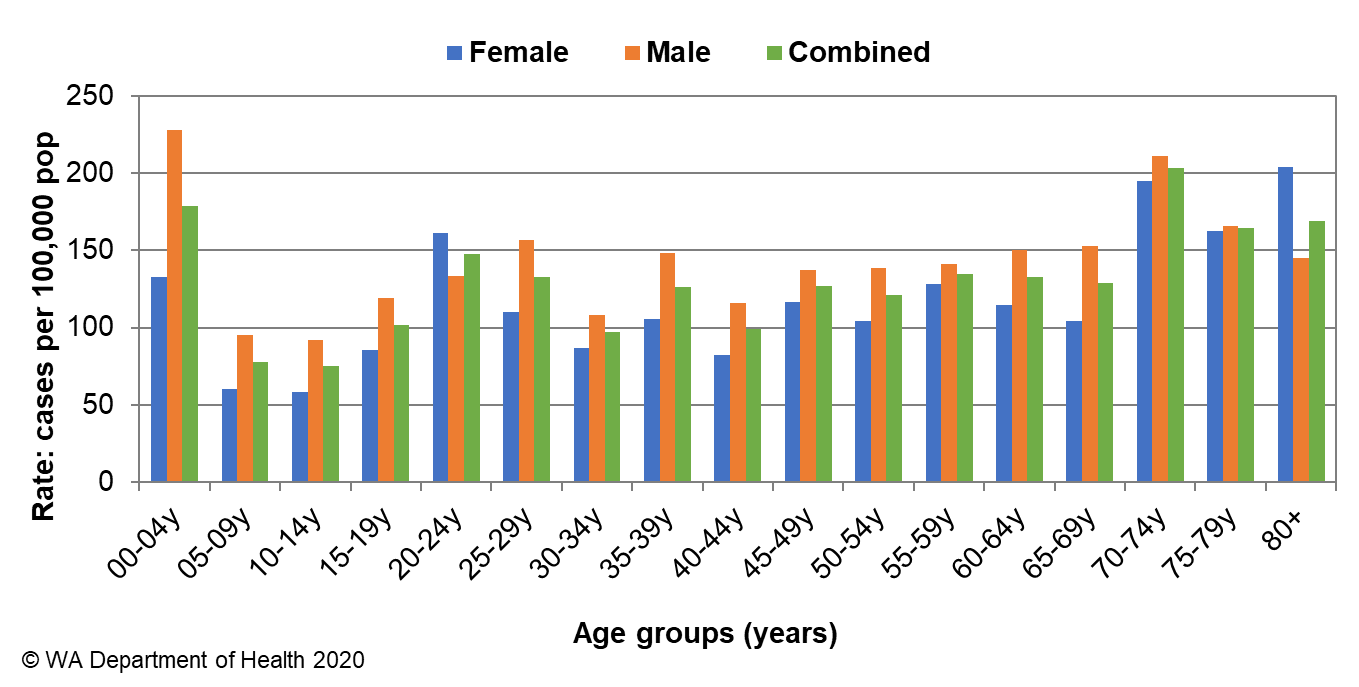 Female Male Combined
Rate: cases per 100,000 pop
250
200
150
100
50
0
00-04y 05-09y 10-14y 15-19y 20-24y 25-29y 30-34y 35-39y 40-44y 45-49y 50-54y 55-59y 60-64y 65-69y 70-74y 75-79y 80+
Age groups (years)
© WA Department of Health 2020